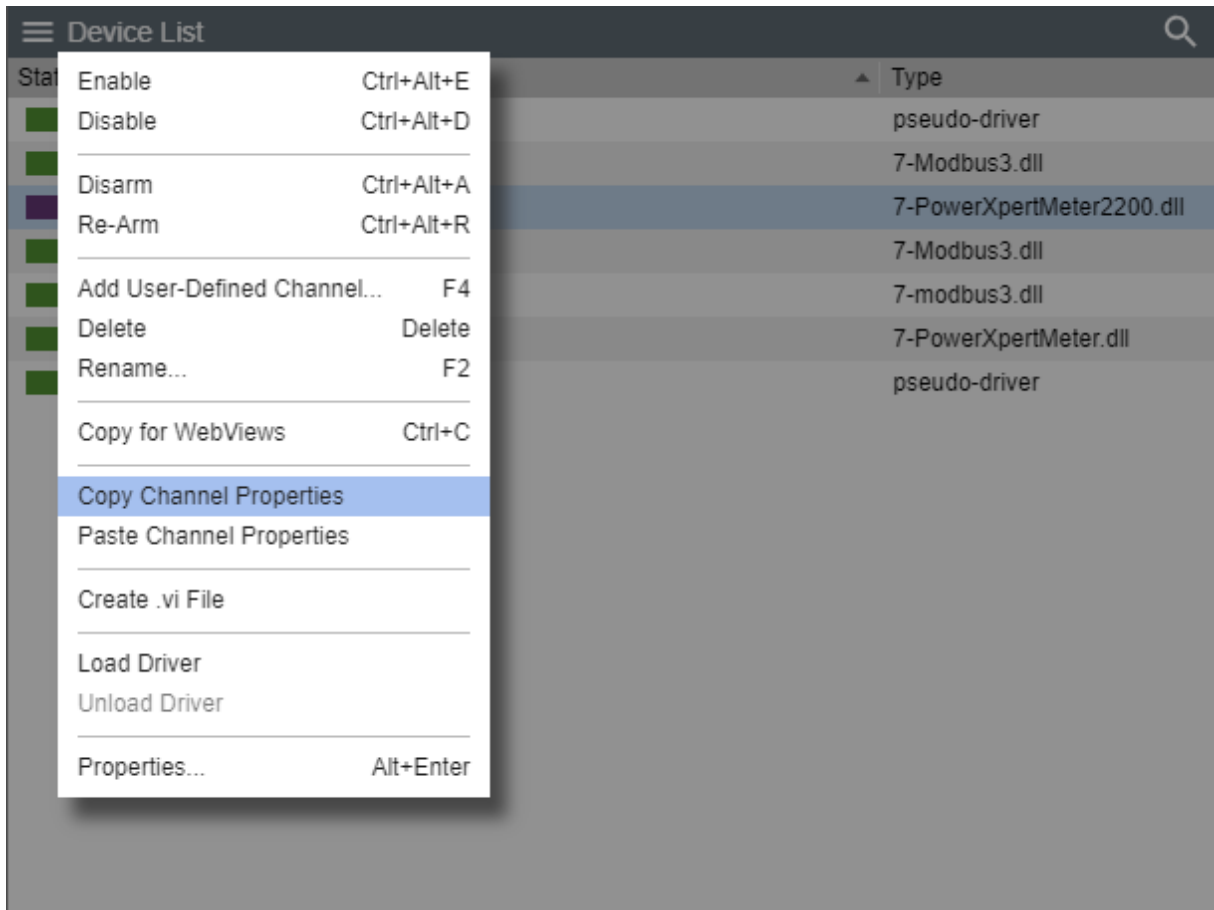 Device List
Stat
Type
Enable Ctrl+Alt+E
Disable Ctrl+Alt+D
Disarm Ctrl+Alt+A
Re-Arm Ctrl+Alt+R
Add User-Defined Channel... F4
Delete Delete
Rename... F2
Copy for WebViews Ctrl+C
Copy Channel Properties
Paste Channel Properties
Create .vi File
Load Driver
Unload Driver
Properties... Alt+Enter
pseudo-driver
7-Modbus3.dll
7-PowerXpertMeter2200.dll
7-Modbus3.dll
7-modbus3.dll
7-PowerXpertMeter.dll
pseudo-driver